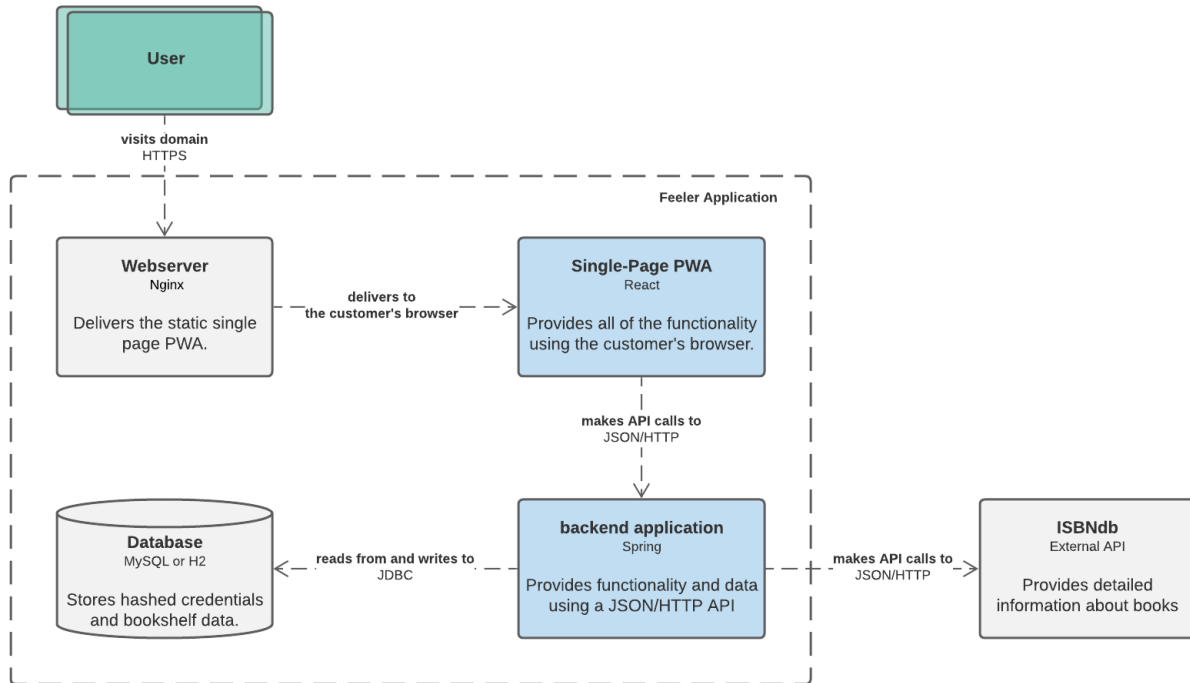 User
visits domain
HTTPS
Feeler Application
Webserver
Nginx
Delivers the static single
page PWA.
delivers to
the customer's browser
Single-Page PWA
React
Provides all of the functionality
using the customer's browser.
makes API calls to
JSON/HTTP
Database
MySQL or H2
Stores hashed credentials
and bookshelf data.
reads from and writes to
JDBC
backend application
Spring
Provides functionality and data
using a JSON/HTTP API
makes API calls to
JSON/HTTP
ISBNdb
External API
Provides detailed
information about books